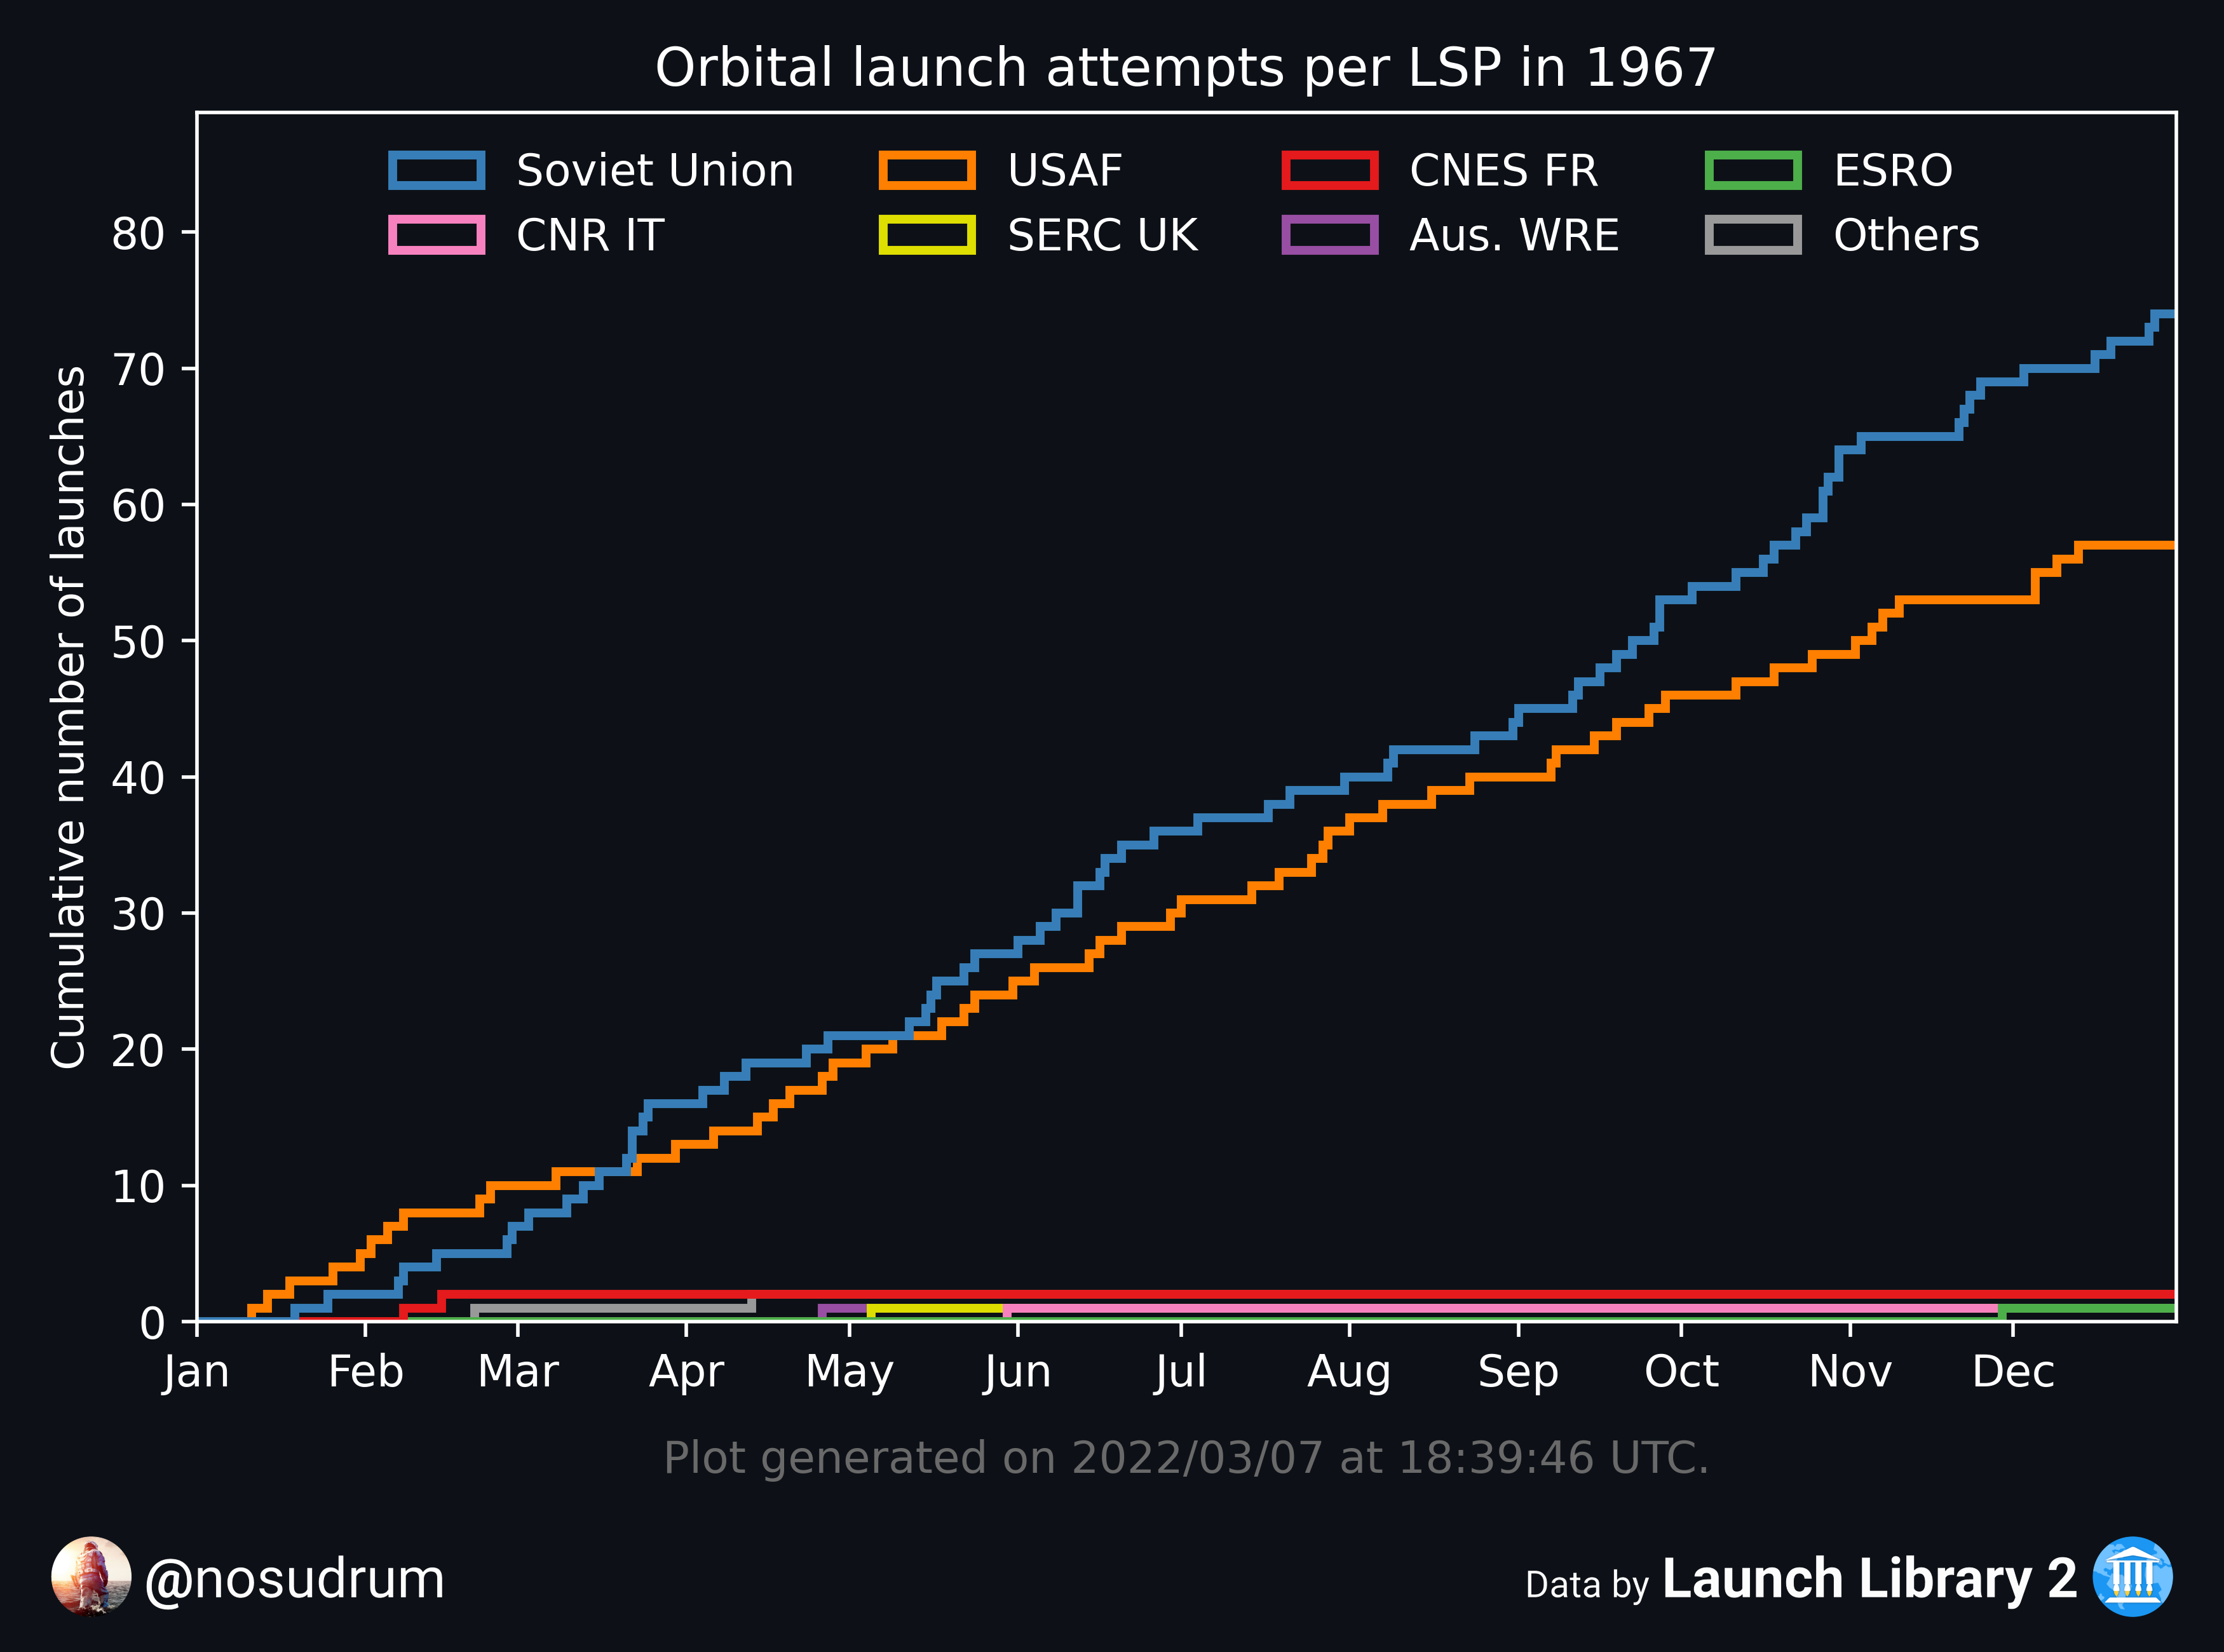 Orbital launch attempts per LSP in 1967
Soviet Union
USAF
CNES FR
ESRO
CNR IT
SERC UK
Aus. WRE
Others
Cumulative number of launches
80
70
60
50
40
30
20
10
0
Jan
Feb
Mar
Apr
May
Jun
Jul
Aug
Sep
Oct
Nov
Dec
Plot generated on 2022/03/07 at 18:39:46 UTC.
@nosudrum
Data by Launch Library 2